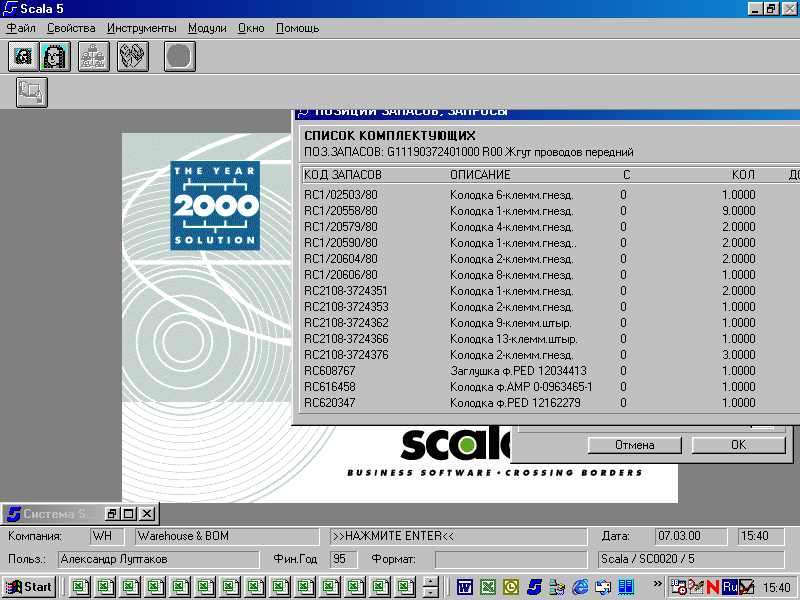 Scala 5
Файл Свойства Инструменты Модули Окно Помощь
ПОЗИЦИИ ЗАПАСОВ, ЗАПРОСЫ
СПИСОК КОМПЛЕКТУЮЩИХ
ПОЗ.ЗАПАСОВ: G11190372401000 R00 Жгут проводов передний
КОД ЗАПАСОВ ОПИСАНИЕ С КОЛ
RC1/02503/80 Колодка 6-клемм.гнезд. 0 1.0000
RC1/20558/80 Колодка 1-клемм.гнезд. 0 9.0000
RC1/20579/80 Колодка 4-клемм.гнезд. 0 2.0000
RC1/20590/80 Колодка 1-клемм.гнезд.. 0 2.0000
RC1/20604/80 Колодка 2-клемм.гнезд. 0 2.0000
RC1/20606/80 Колодка 8-клемм.гнезд. 0 1.0000
RC2108-3724351 Колодка 1-клемм.гнезд. 0 2.0000
RC2108-3724353 Колодка 2-клемм.гнезд. 0 1.0000
RC2108-3724362 Колодка 9-клемм.штыр. 0 1.0000
RC2108-3724366 Колодка 13-клемм.штыр. 0 1.0000
RC2108-3724376 Колодка 2-клемм.гнезд. 0 3.0000
RC608767 Заглушка ф.PED 12034413 0 1.0000
RC616458 Колодка ф.AMP 0-0963465-1 0 1.0000
RC620347 Колодка ф.PED 12162279 0 1.0000
THE YEAR
2000
SOLUTION
Отмена OK
BUSINESS SOFTWARE • CROSSING BORDERS
Система S...
Компания: WH Warehouse & BOM >>НАЖМИТЕ ENTER<< Дата: 07.03.00 15:40
Польз.: Александр Луптаков Фин.Год 95 Формат: Scala / SC0020 / 5
Start Ru 15:40